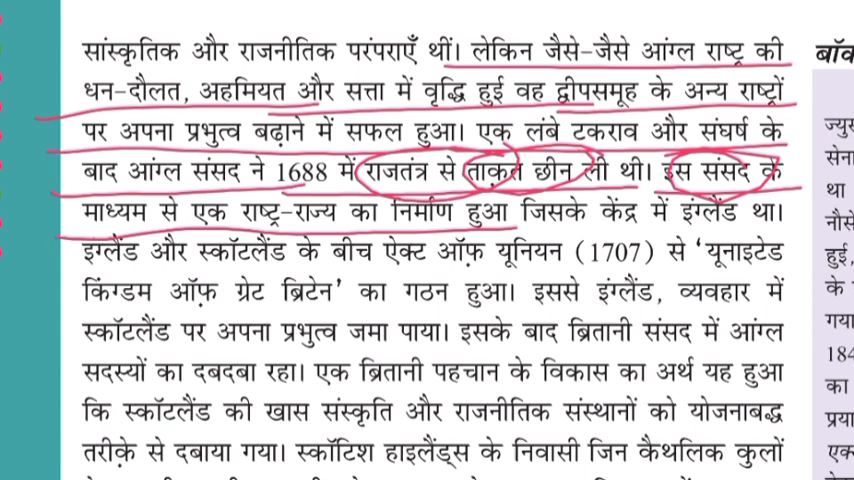 सांस्कृतिक और राजनीतिक परंपराएँ थीं। लेकिन जैसे-जैसे आंग्ल राष्ट्र की
धन-दौलत, अहमियत और सत्ता में वृद्धि हुई वह द्वीपसमूह के अन्य राष्ट्रों
पर अपना प्रभुत्व बढ़ाने में सफल हुआ। एक लंबे टकराव और संघर्ष के
बाद आंग्ल संसद ने 1688 में राजतंत्र से ताक़त छीन ली थी। इस संसद के
माध्यम से एक राष्ट्र-राज्य का निर्माण हुआ जिसके केंद्र में इंग्लैंड था।
इंग्लैंड और स्कॉटलैंड के बीच ऐक्ट ऑफ़ यूनियन (1707) से ‘यूनाइटेड
किंग्डम ऑफ़ ग्रेट ब्रिटेन’ का गठन हुआ। इससे इंग्लैंड, व्यवहार में
स्कॉटलैंड पर अपना प्रभुत्व जमा पाया। इसके बाद ब्रितानी संसद में आंग्ल
सदस्यों का दबदबा रहा। एक ब्रितानी पहचान के विकास का अर्थ यह हुआ
कि स्कॉटलैंड की खास संस्कृति और राजनीतिक संस्थानों को योजनाबद्ध
तरीक़े से दबाया गया। स्कॉटिश हाइलैंड्स के निवासी जिन कैथलिक कुलों
सेना
था
हुई,
के
गया
184
का